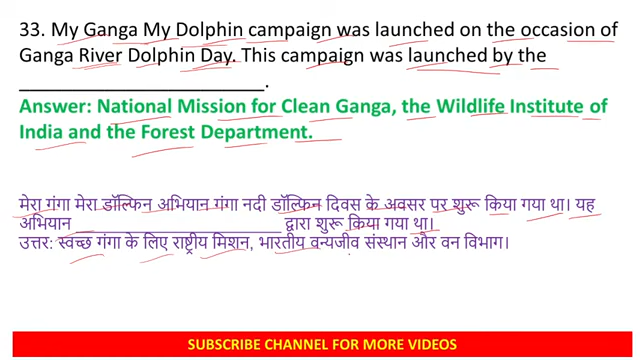 33. My Ganga My Dolphin campaign was launched on the occasion of
Ganga River Dolphin Day. This campaign was launched by the
_________________________.
Answer: National Mission for Clean Ganga, the Wildlife Institute of
India and the Forest Department.
मेरा गंगा मेरा डॉल्फिन अभियान गंगा नदी डॉल्फिन दिवस के अवसर पर शुरू किया गया था। यह
अभियान _________________________ द्वारा शुरू किया गया था।
उत्तर: स्वच्छ गंगा के लिए राष्ट्रीय मिशन, भारतीय वन्यजीव संस्थान और वन विभाग।
SUBSCRIBE CHANNEL FOR MORE VIDEOS